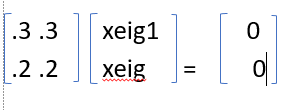 .3 .3 xeig1 0
.2 .2 xeig = 0